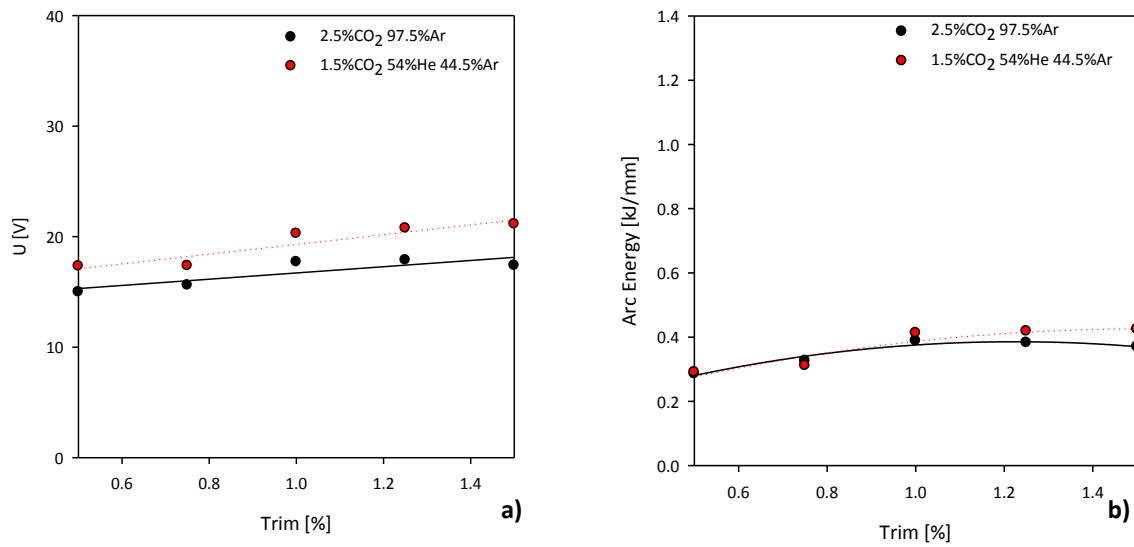 40
30
20
10
0
U [V]
2.5%CO2 97.5%Ar
1.5%CO2 54%He 44.5%Ar
0.6 0.8 1.0 1.2 1.4
Trim [%]
a)
1.4
1.2
1.0
0.8
0.6
0.4
0.2
0.0
Arc Energy [kJ/mm]
2.5%CO2 97.5%Ar
1.5%CO2 54%He 44.5%Ar
0.6 0.8 1.0 1.2 1.4
Trim [%]
b)